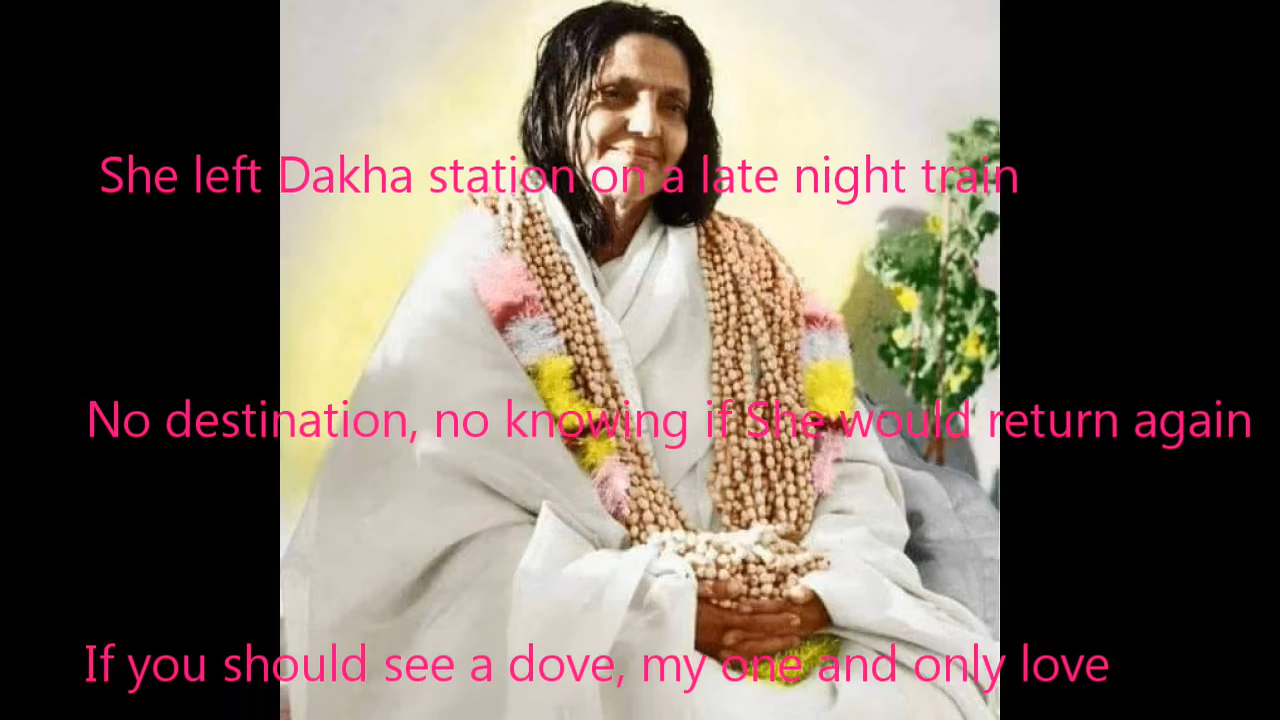 She left Dakha station on a late night train
No destination, no knowing if She would return again
If you should see a dove, my one and only love